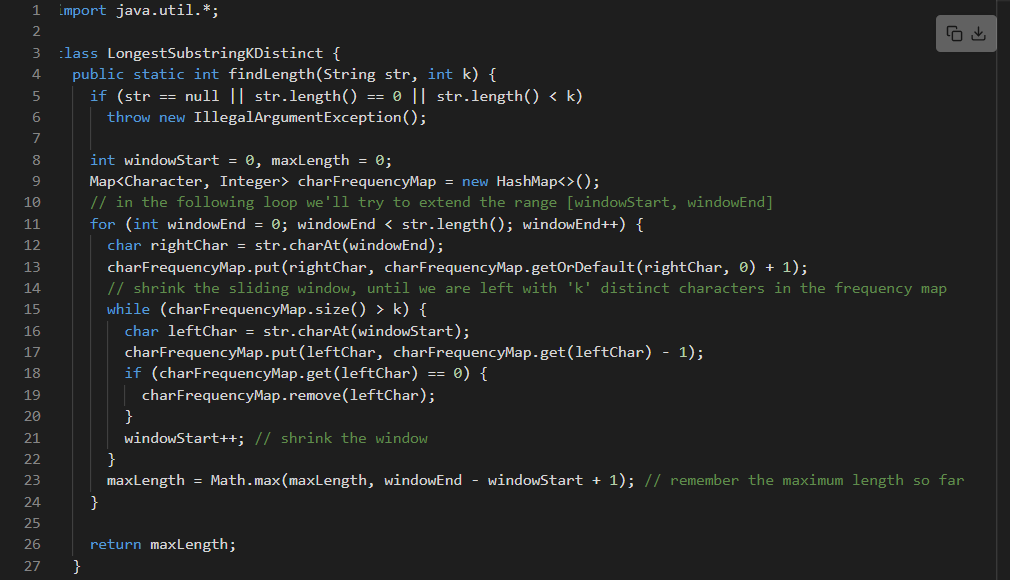 1 import java.util.*;
2
3 class LongestSubstringKDistinct {
4 public static int findLength(String str, int k) {
5 if (str == null || str.length() == 0 || str.length() < k)
6 throw new IllegalArgumentException();
7
8 int windowStart = 0, maxLength = 0;
9 Map<Character, Integer> charFrequencyMap = new HashMap<>();
10 // in the following loop we'll try to extend the range [windowStart, windowEnd]
11 for (int windowEnd = 0; windowEnd < str.length(); windowEnd++) {
12 char rightChar = str.charAt(windowEnd);
13 charFrequencyMap.put(rightChar, charFrequencyMap.getOrDefault(rightChar, 0) + 1);
14 // shrink the sliding window, until we are left with 'k' distinct characters in the frequency map
15 while (charFrequencyMap.size() > k) {
16 char leftChar = str.charAt(windowStart);
17 charFrequencyMap.put(leftChar, charFrequencyMap.get(leftChar) - 1);
18 if (charFrequencyMap.get(leftChar) == 0) {
19 charFrequencyMap.remove(leftChar);
20 }
21 windowStart++; // shrink the window
22 }
23 maxLength = Math.max(maxLength, windowEnd - windowStart + 1); // remember the maximum length so far
24 }
25
26 return maxLength;
27 }